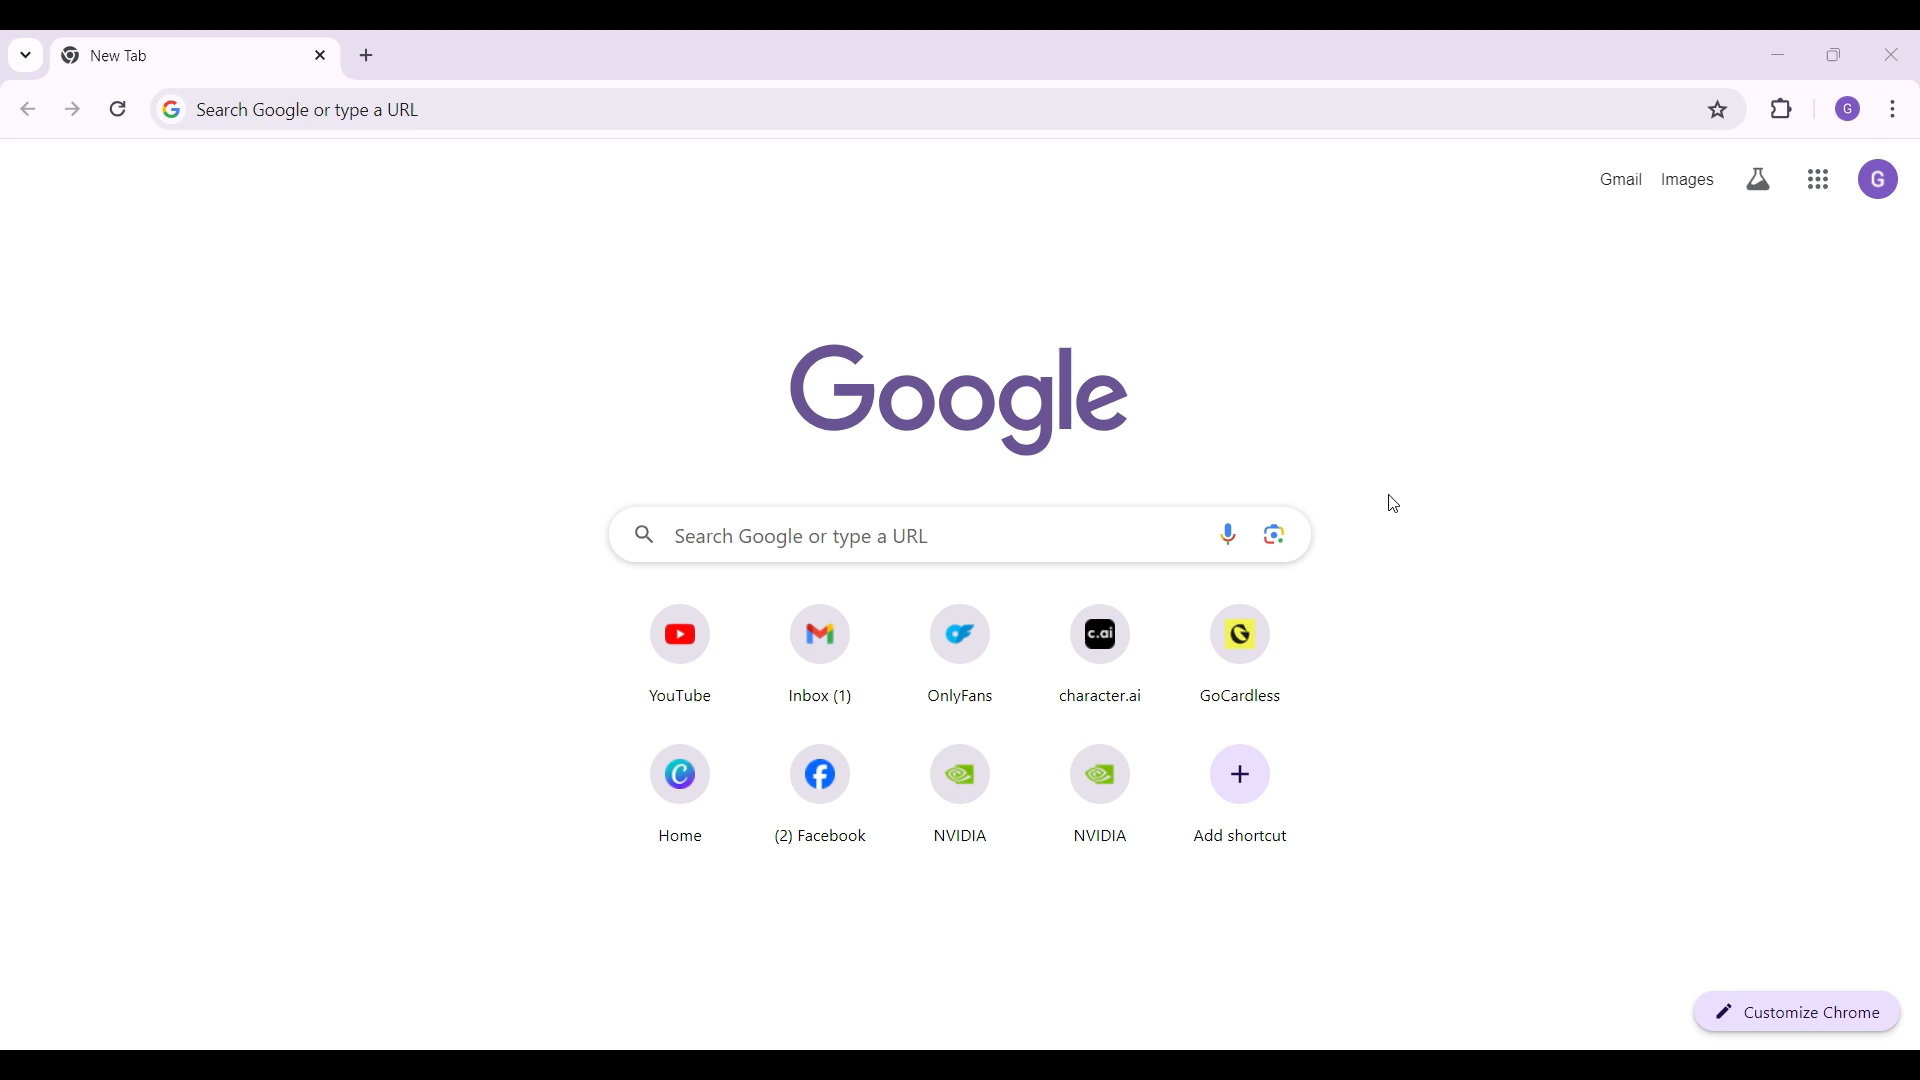 New Tab
Search Google or type a URL
G
Gmail Images
G
Google
Search Google or type a URL
c.ai
YouTube
Inbox (1)
OnlyFans
character.ai
GoCardless
Home
(2) Facebook
NVIDIA
NVIDIA
Add shortcut
Customize Chrome